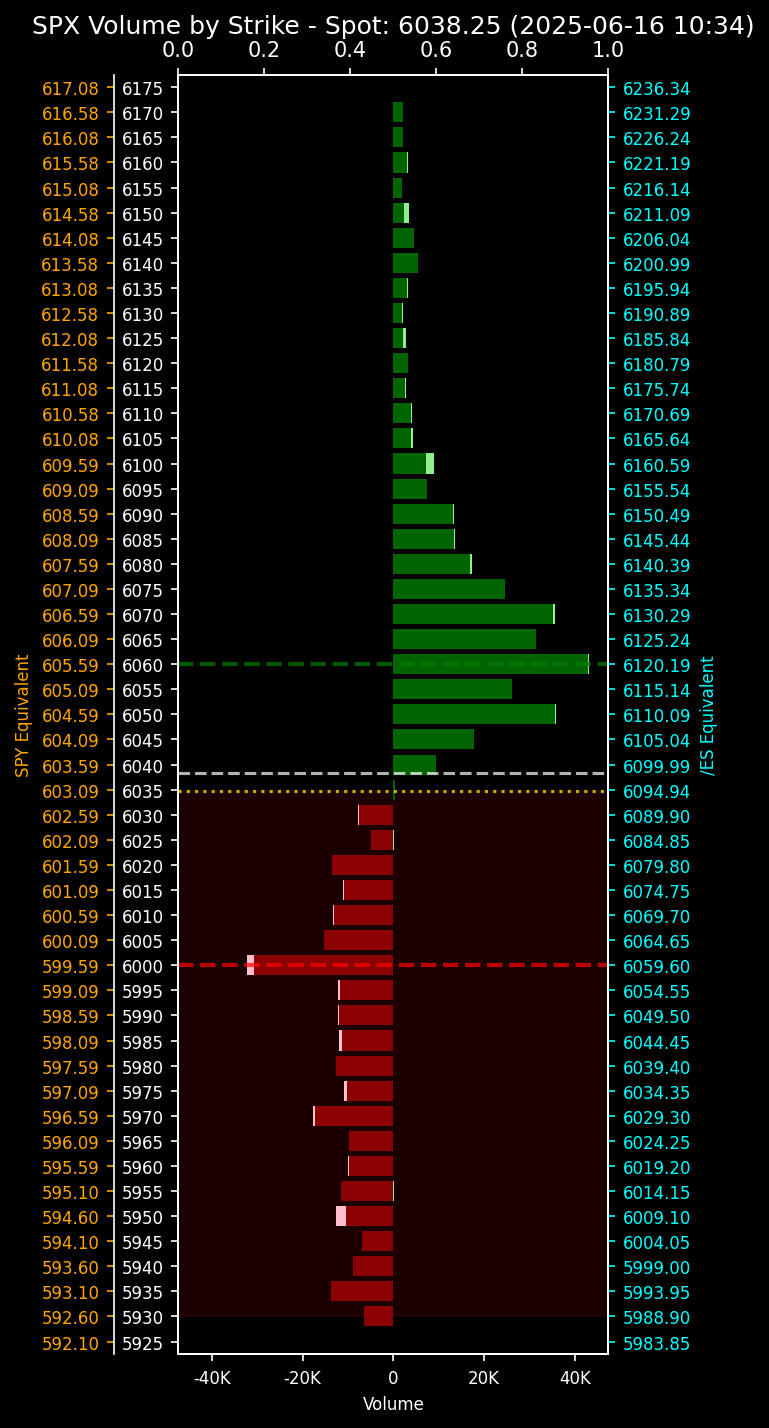 SPX Volume by Strike - Spot: 6038.25 (2025-06-16 10:34)
0.0 0.2 0.4 0.6 0.8 1.0
617.08 6175 6236.34
616.58 6170 6231.29
616.08 6165 6226.24
615.58 6160 6221.19
615.08 6155 6216.14
614.58 6150 6211.09
614.08 6145 6206.04
613.58 6140 6200.99
613.08 6135 6195.94
612.58 6130 6190.89
612.08 6125 6185.84
611.58 6120 6180.79
611.08 6115 6175.74
610.58 6110 6170.69
610.08 6105 6165.64
609.59 6100 6160.59
609.09 6095 6155.54
608.59 6090 6150.49
608.09 6085 6145.44
607.59 6080 6140.39
607.09 6075 6135.34
606.59 6070 6130.29
606.09 6065 6125.24
605.59 6060 6120.19
605.09 6055 6115.14
604.59 6050 6110.09
604.09 6045 6105.04
603.59 6040 6099.99
603.09 6035 6094.94
602.59 6030 6089.90
602.09 6025 6084.85
601.59 6020 6079.80
601.09 6015 6074.75
600.59 6010 6069.70
600.09 6005 6064.65
599.59 6000 6059.60
599.09 5995 6054.55
598.59 5990 6049.50
598.09 5985 6044.45
597.59 5980 6039.40
597.09 5975 6034.35
596.59 5970 6029.30
596.09 5965 6024.25
595.59 5960 6019.20
595.10 5955 6014.15
594.60 5950 6009.10
594.10 5945 6004.05
593.60 5940 5999.00
593.10 5935 5993.95
592.60 5930 5988.90
592.10 5925 5983.85
SPY Equivalent
/ES Equivalent
-40K -20K 0 20K 40K
Volume